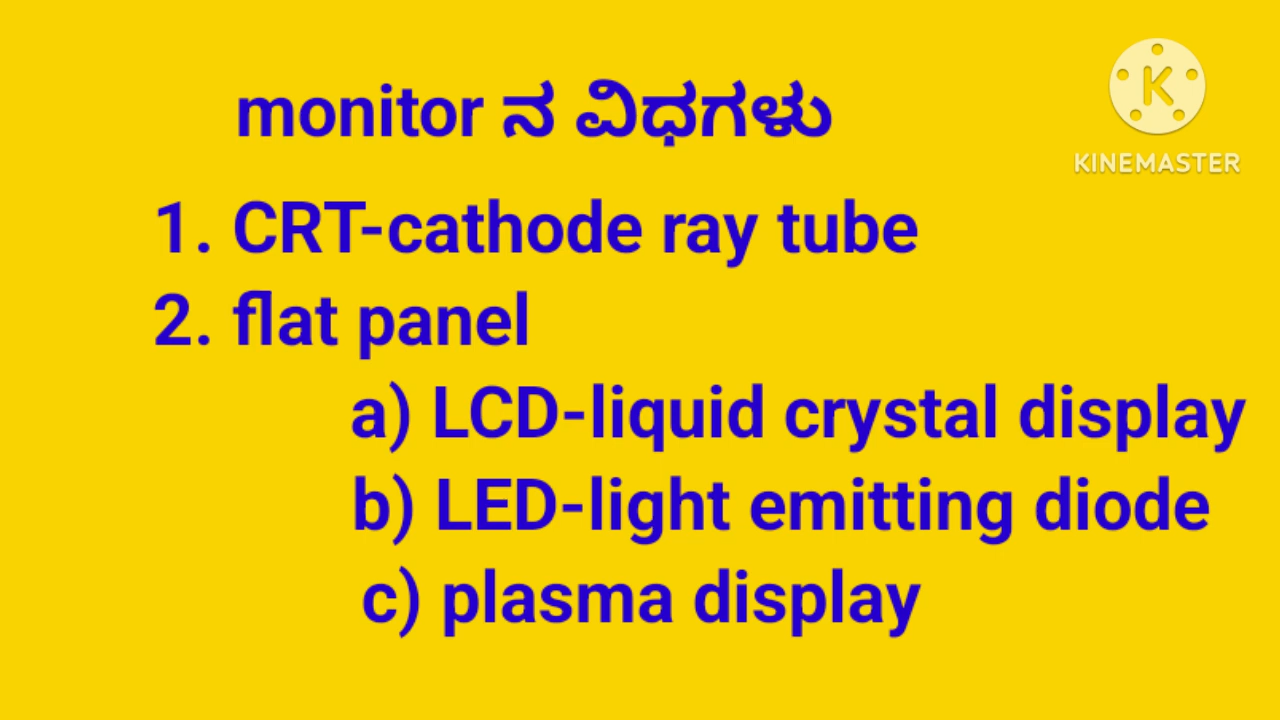 monitor ನ ವಿಧಗಳು
K
KINEMASTER
1. CRT-cathode ray tube
2. flat panel
a) LCD-liquid crystal display
b) LED-light emitting diode
c) plasma display